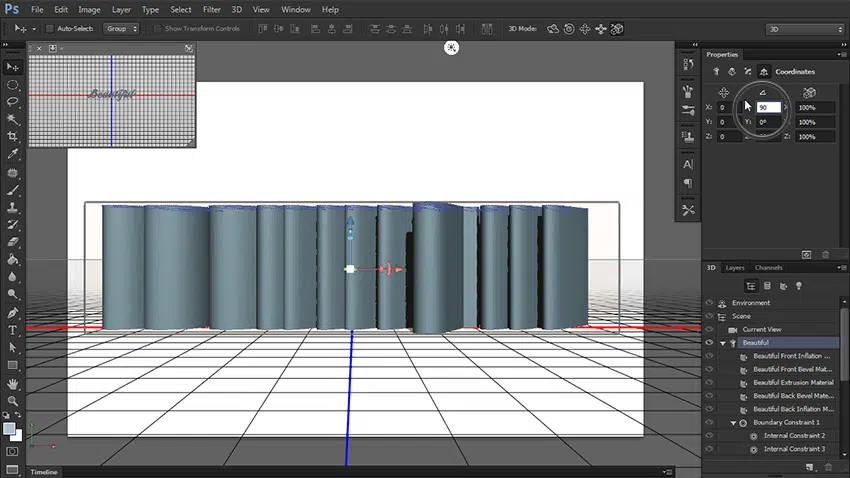 Ps File Edit Image Layer Type Select Filter 3D View Window Help
Auto-Select: Group Show Transform Controls 3D Mode: 3D
Beautiful
Properties
Coordinates
X: 0 90 X: 100%
Y: 0 Y: 0° 100%
Z: 0 100%
3D Layers Channels
Environment
Scene
Current View
Beautiful
Beautiful Front Inflation ...
Beautiful Front Bevel Mat...
Beautiful Extrusion Material
Beautiful Back Bevel Mate...
Beautiful Back Inflation M...
Boundary Constraint 1
Internal Constraint 2
Internal Constraint 3
Timeline